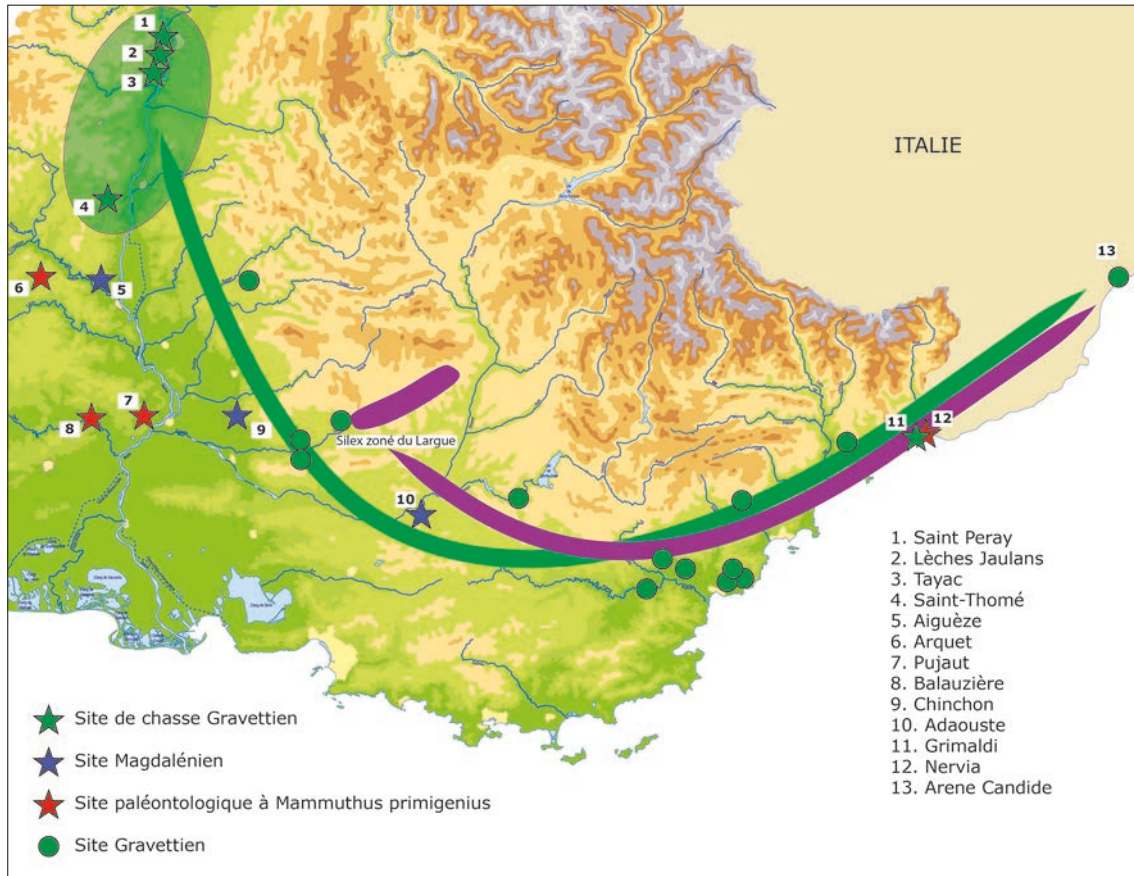 1
2
3
4
6
5
7
8
9
10
11
12
13
ITALIE
Silex zoné du Largue
1. Saint Peray
2. Lèches Jaulans
3. Tayac
4. Saint-Thomé
5. Aiguèze
6. Arquet
7. Pujaut
8. Balauzière
9. Chinchon
10. Adaouste
11. Grimaldi
12. Nervia
13. Arene Candide
Site de chasse Gravettien
Site Magdalénien
Site paléontologique à Mammuthus primigenius
Site Gravettien